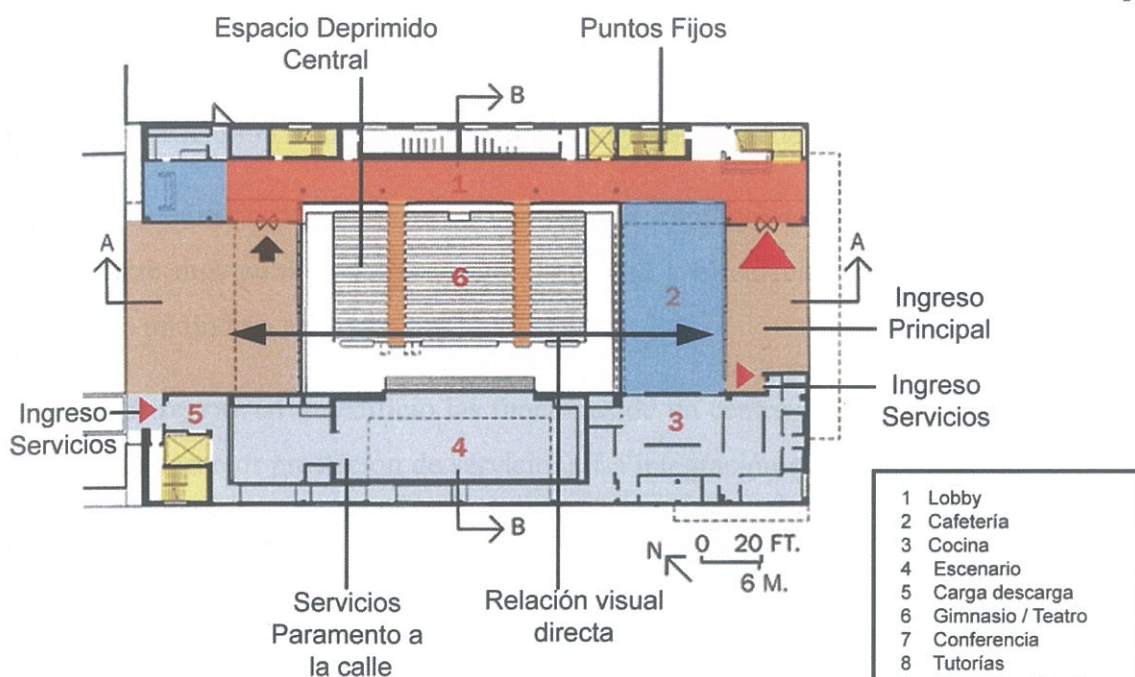 Espacio Deprimido
Central
Puntos Fijos
B
1
A
A
6
2
Ingreso
Principal
Ingreso
Servicios
Ingreso
Servicios
5
3
4
B
N
0 20 FT.
6 M.
Servicios
Paramento a
la calle
Relación visual
directa
1 Lobby
2 Cafetería
3 Cocina
4 Escenario
5 Carga descarga
6 Gimnasio / Teatro
7 Conferencia
8 Tutorías